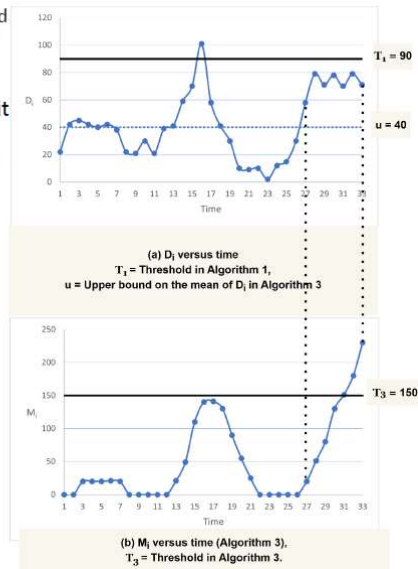 120
100
80
60
40
20
0
Dᵢ
T₁ = 90
u = 40
1 3 5 7 9 11 13 15 17 19 21 23 25 27 29 31 33
Time
it
(a) Dᵢ versus time
T₁ = Threshold in Algorithm 1,
u = Upper bound on the mean of Dᵢ in Algorithm 3
250
200
150
100
50
0
Mᵢ
T₃ = 150
1 3 5 7 9 11 13 15 17 19 21 23 25 27 29 31 33
Time
(b) Mᵢ versus time (Algorithm 3),
T₃ = Threshold in Algorithm 3.